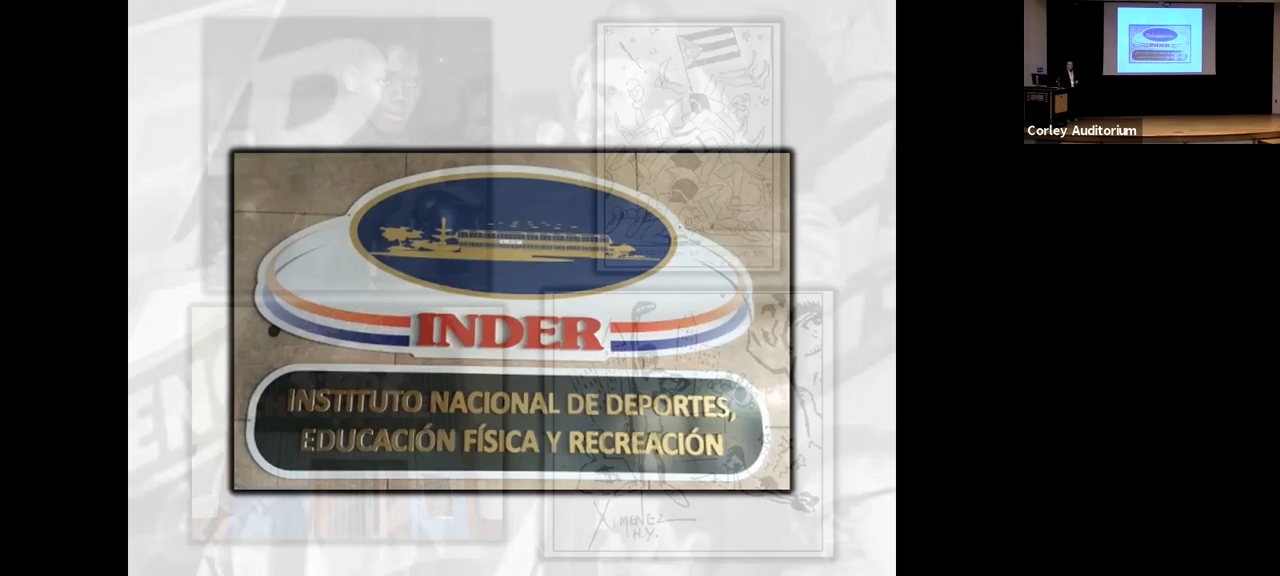 INDER
INSTITUTO NACIONAL DE DEPORTES,
EDUCACIÓN FÍSICA Y RECREACIÓN
XIMENEZ
N.Y.
Corley Auditorium